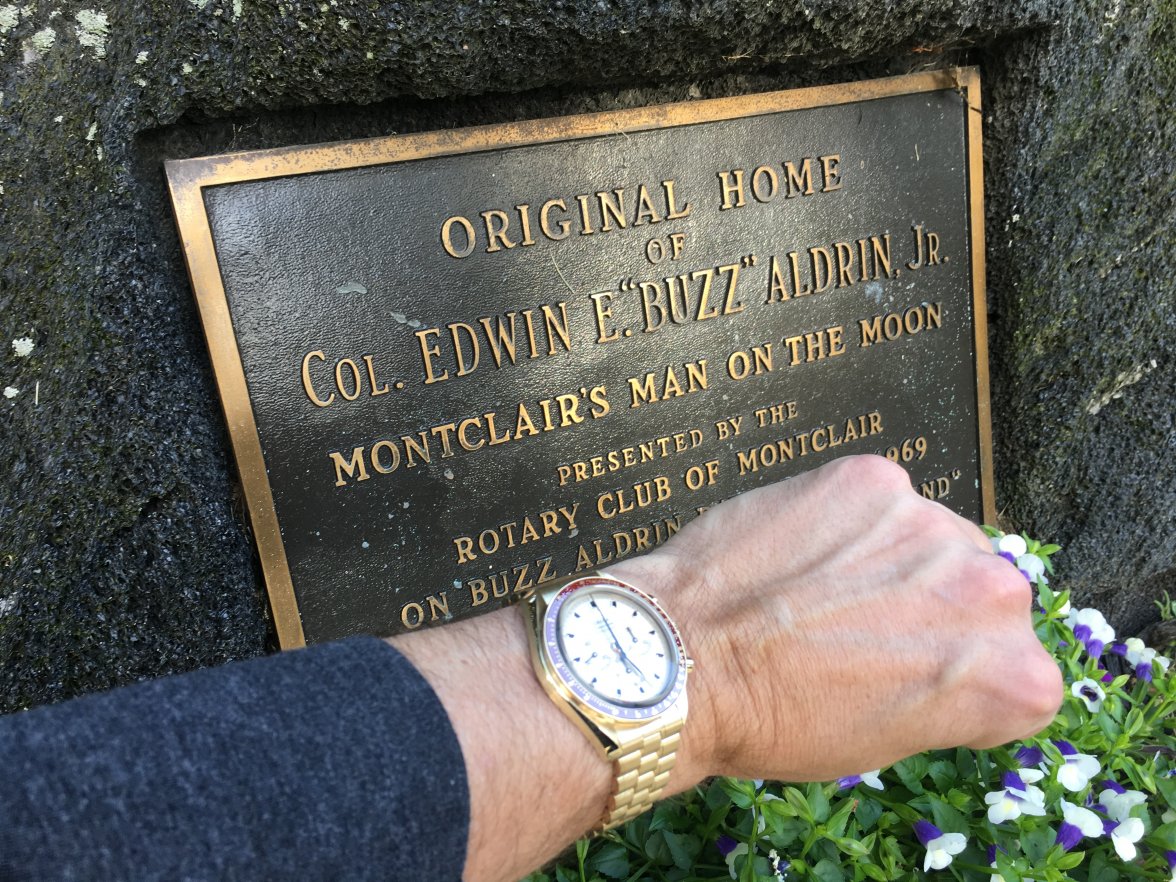 ORIGINAL HOME
OF
COL. EDWIN E. “BUZZ” ALDRIN, JR.
MONTCLAIR'S MAN ON THE MOON
PRESENTED BY THE
ROTARY CLUB OF MONTCLAIR
ON "BUZZ ALDRIN 1969